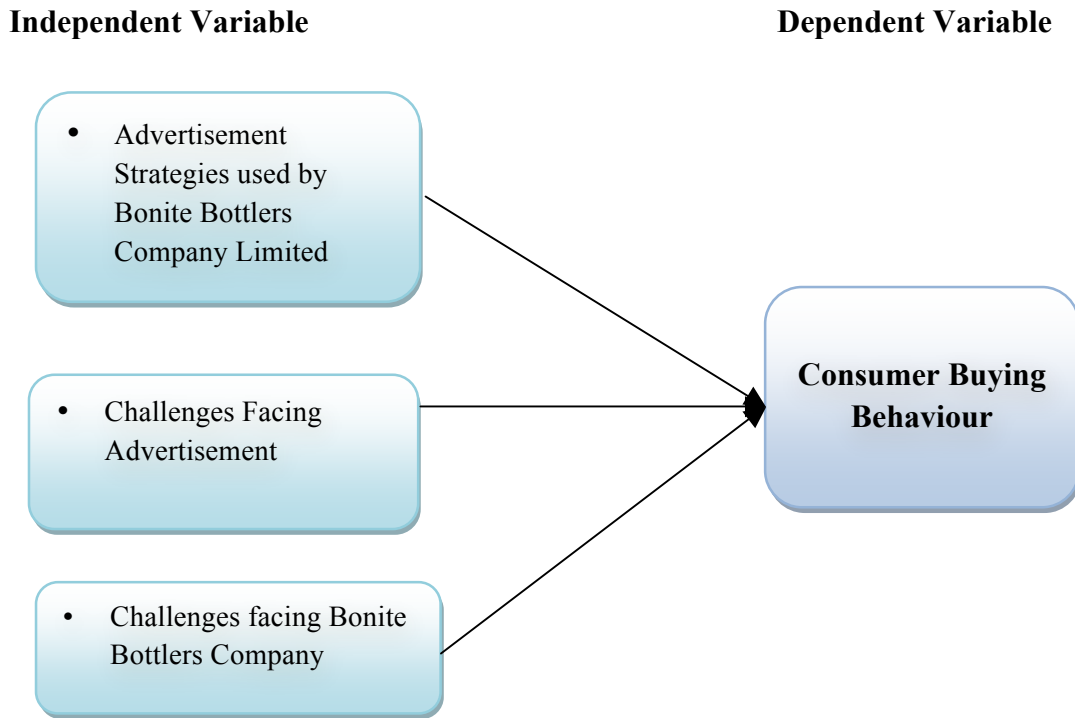 Independent Variable
Dependent Variable
• Advertisement
Strategies used by
Bonite Bottlers
Company Limited
• Challenges Facing
Advertisement
• Challenges facing Bonite
Bottlers Company
Consumer Buying
Behaviour